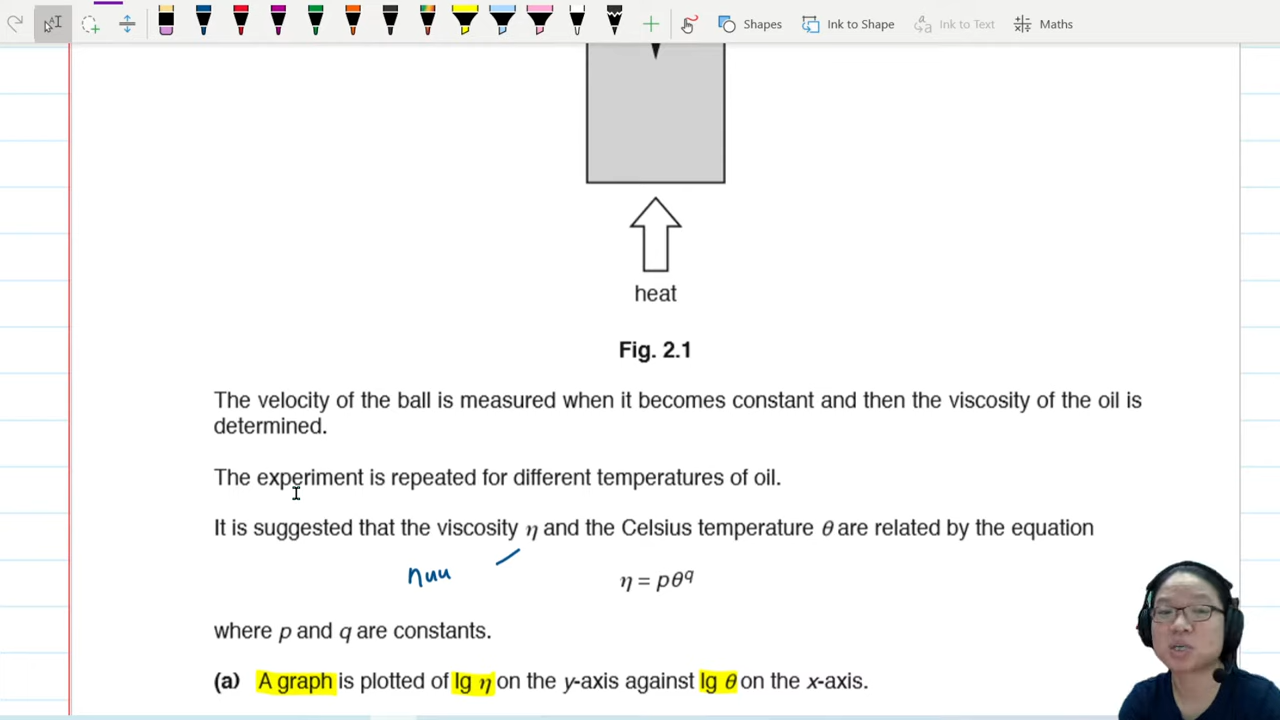 Shapes Ink to Shape Ink to Text Maths
heat
Fig. 2.1
The velocity of the ball is measured when it becomes constant and then the viscosity of the oil is
determined.
The experiment is repeated for different temperatures of oil.
It is suggested that the viscosity η and the Celsius temperature θ are related by the equation
nuu
η = pθ^q
where p and q are constants.
(a) A graph is plotted of lg η on the y-axis against lg θ on the x-axis.